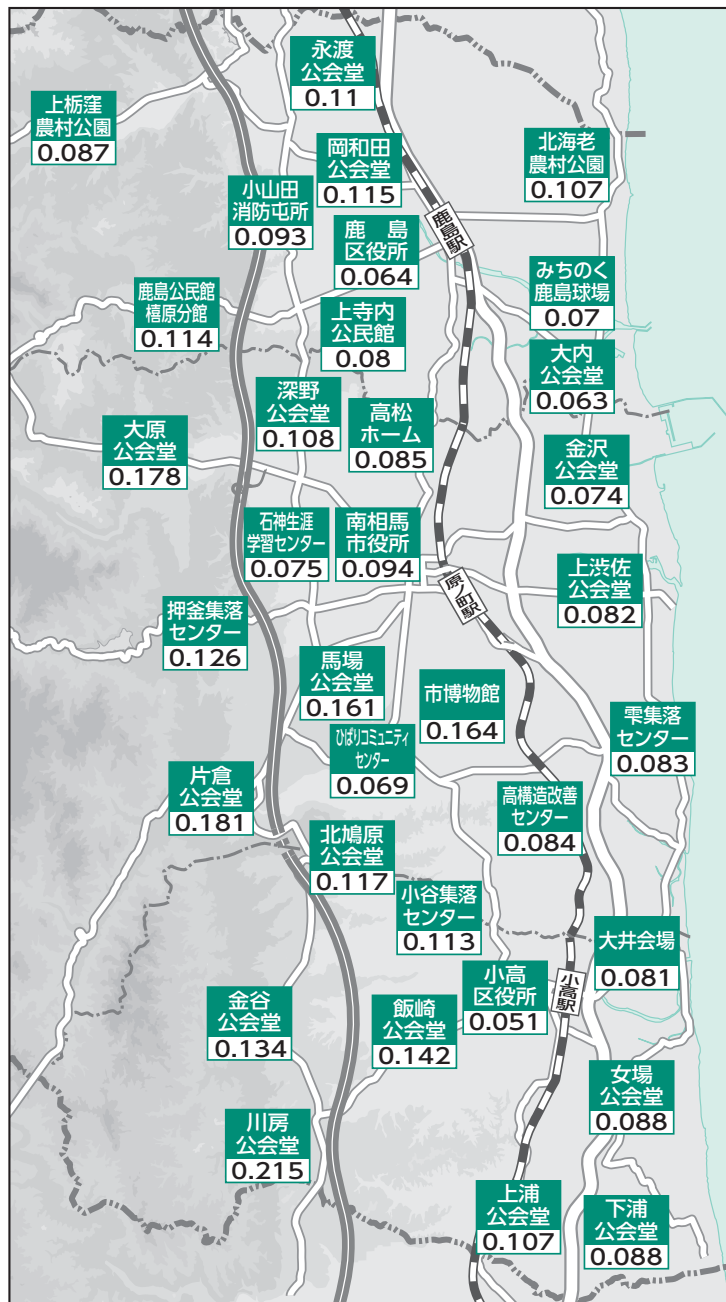 永渡
公会堂
0.11
上栃窪
農村公園
0.087
岡和田
公会堂
0.115
北海老
農村公園
0.107
小山田
消防屯所
0.093
鹿島駅
鹿 島
区役所
0.064
みちのく
鹿島球場
0.07
鹿島公民館
橲原分館
0.114
上寺内
公民館
0.08
大内
公会堂
0.063
深野
公会堂
0.108
高松
ホーム
0.085
大原
公会堂
0.178
金沢
公会堂
0.074
石神生涯
学習センター
0.075
南相馬
市役所
0.094
原ノ町駅
上渋佐
公会堂
0.082
押釜集落
センター
0.126
馬場
公会堂
0.161
市博物館
0.164
雫集落
センター
0.083
ひばりコミュニティ
センター
0.069
片倉
公会堂
0.181
高構造改善
センター
0.084
北鳩原
公会堂
0.117
小谷集落
センター
0.113
大井会場
0.081
小高
区役所
0.051
小高駅
金谷
公会堂
0.134
飯崎
公会堂
0.142
女場
公会堂
0.088
川房
公会堂
0.215
上浦
公会堂
0.107
下浦
公会堂
0.088